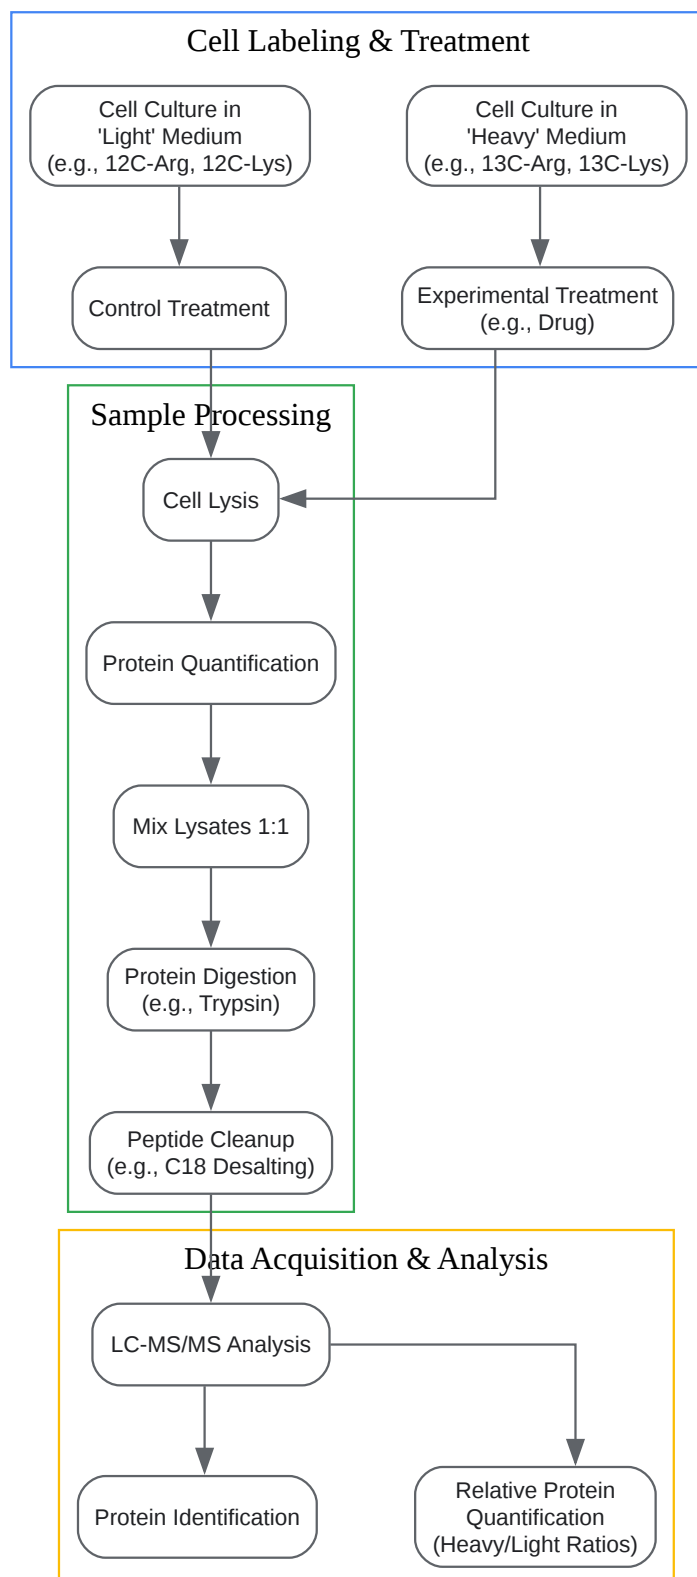 Cell Labeling & Treatment
Cell Culture in
'Light' Medium
(e.g., 12C-Arg, 12C-Lys)
Cell Culture in
'Heavy' Medium
(e.g., 13C-Arg, 13C-Lys)
Control Treatment
Experimental Treatment
(e.g., Drug)
Sample Processing
Cell Lysis
Protein Quantification
Mix Lysates 1:1
Protein Digestion
(e.g., Trypsin)
Peptide Cleanup
(e.g., C18 Desalting)
Data Acquisition & Analysis
LC-MS/MS Analysis
Protein Identification
Relative Protein
Quantification
(Heavy/Light Ratios)